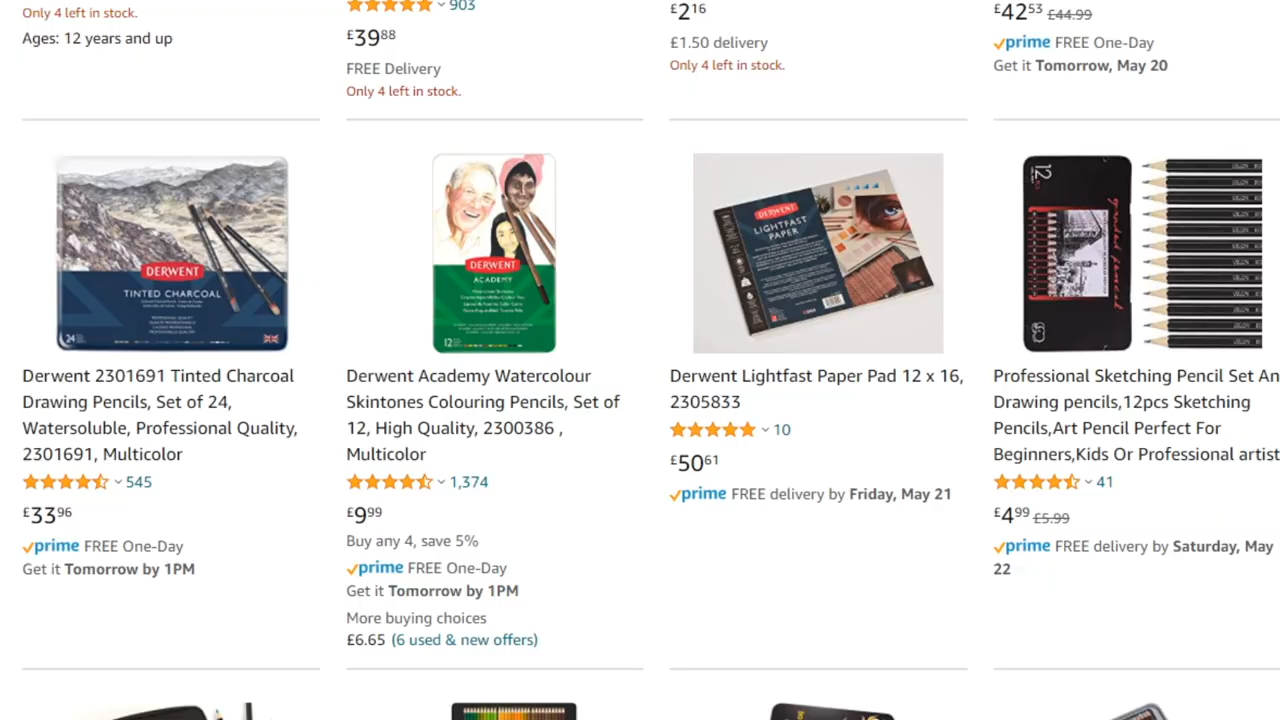 Only 4 left in stock.
Ages: 12 years and up
903
£39.88
FREE Delivery
Only 4 left in stock.
£2.16
£1.50 delivery
Only 4 left in stock.
£42.53 £44.99
prime FREE One-Day
Get it Tomorrow, May 20
DERWENT
TINTED CHARCOAL
24
Derwent 2301691 Tinted Charcoal
Drawing Pencils, Set of 24,
Watersoluble, Professional Quality,
2301691, Multicolor
545
£33.96
prime FREE One-Day
Get it Tomorrow by 1PM
DERWENT
ACADEMY
12
Derwent Academy Watercolour
Skintones Colouring Pencils, Set of
12, High Quality, 2300386 ,
Multicolor
1,374
£9.99
Buy any 4, save 5%
prime FREE One-Day
Get it Tomorrow by 1PM
More buying choices
£6.65 (6 used & new offers)
DERWENT
LIGHTFAST
PAPER
Derwent Lightfast Paper Pad 12 x 16,
2305833
10
£50.61
prime FREE delivery by Friday, May 21
12
Professional Sketching Pencil Set An
Drawing pencils,12pcs Sketching
Pencils,Art Pencil Perfect For
Beginners,Kids Or Professional artist
41
£4.99 £5.99
prime FREE delivery by Saturday, May
22